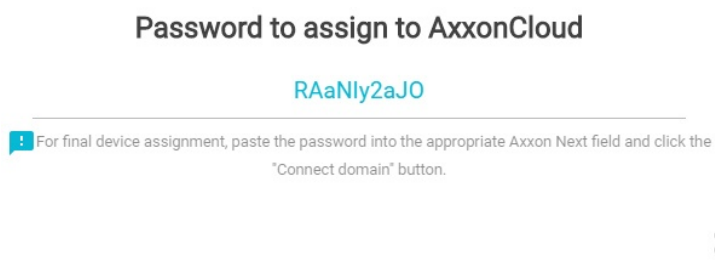 Password to assign to AxxonCloud
RAaNIy2aJO
For final device assignment, paste the password into the appropriate Axxon Next field and click the
"Connect domain" button.